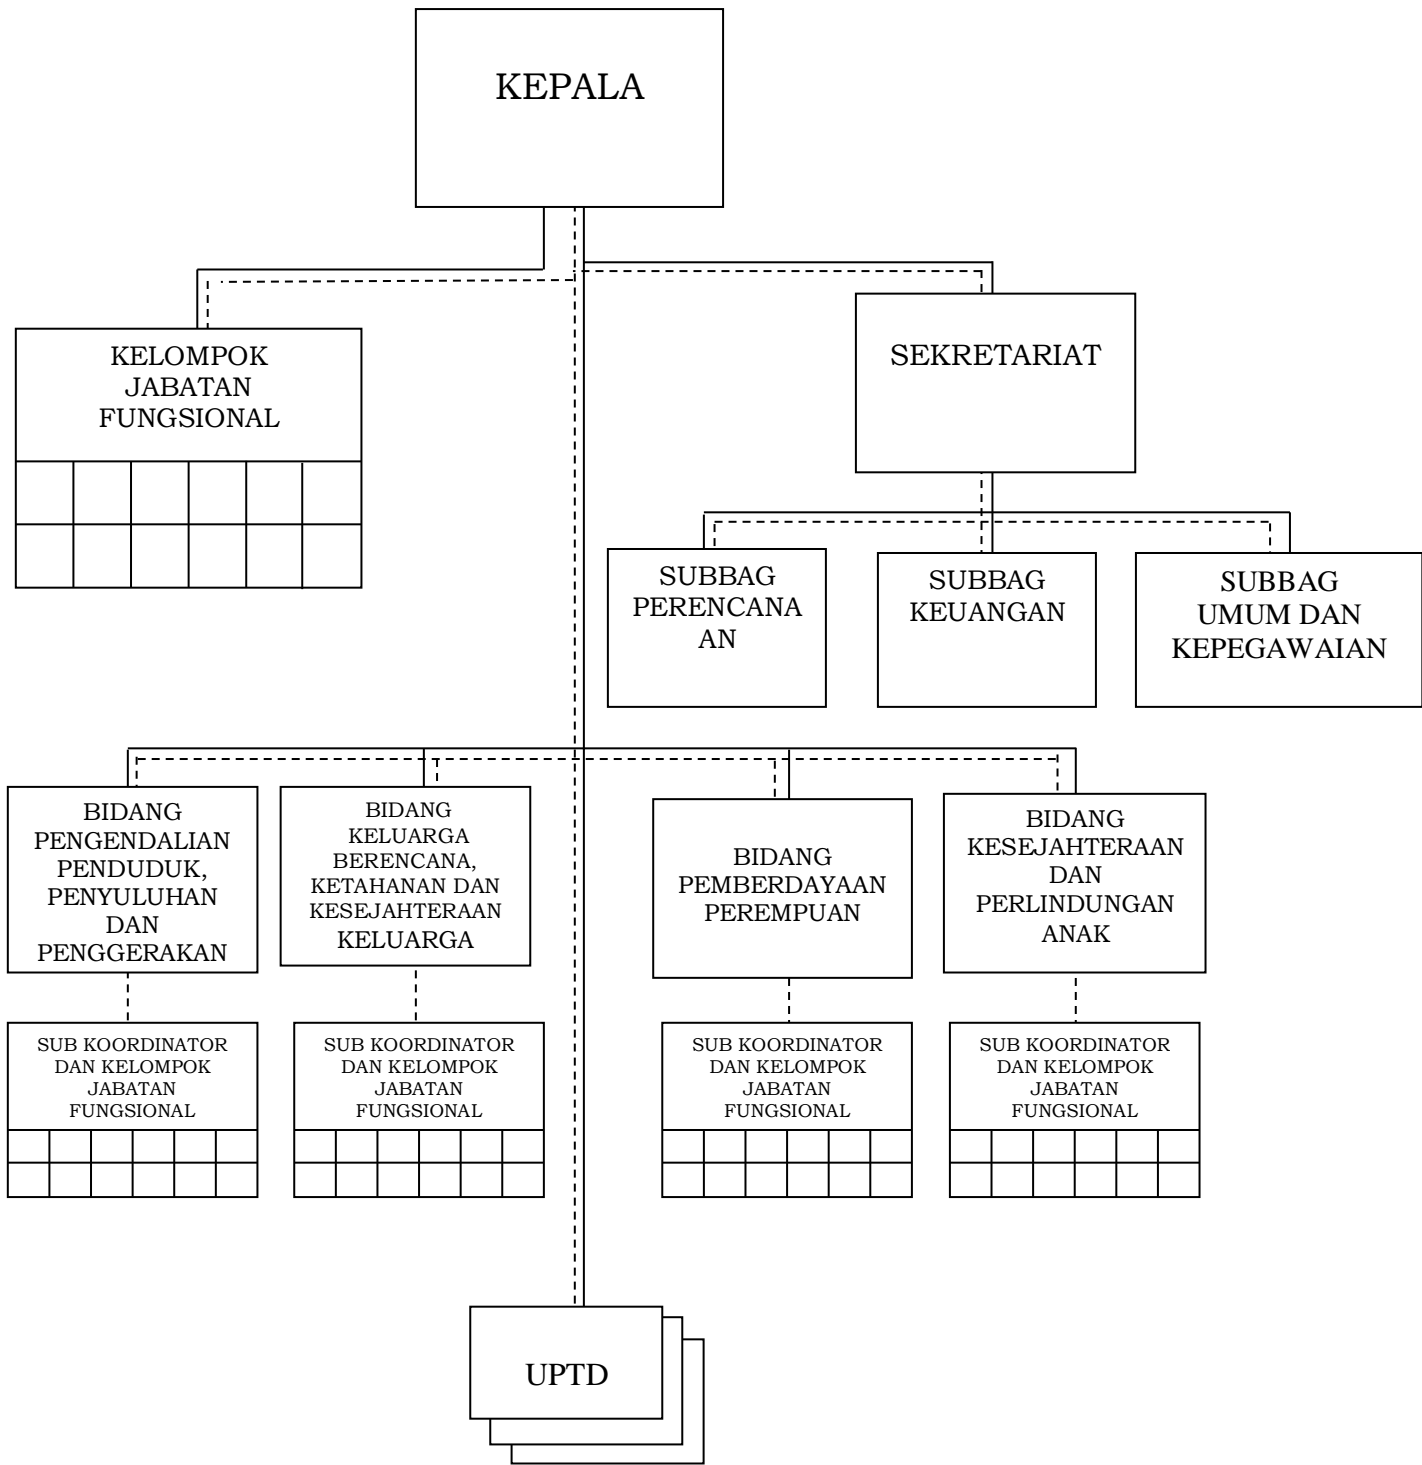 KEPALA
KELOMPOK
JABATAN
FUNGSIONAL
SEKRETARIAT
SUBBAG
PERENCANA
AN
SUBBAG
KEUANGAN
SUBBAG
UMUM DAN
KEPEGAWAIAN
BIDANG
PENGENDALIAN
PENDUDUK,
PENYULUHAN
DAN
PENGGERAKAN
BIDANG
KELUARGA
BERENCANA,
KETAHANAN DAN
KESEJAHTERAAN
KELUARGA
BIDANG
PEMBERDAYAAN
PEREMPUAN
BIDANG
KESEJAHTERAAN
DAN
PERLINDUNGAN
ANAK
SUB KOORDINATOR
DAN KELOMPOK
JABATAN
FUNGSIONAL
SUB KOORDINATOR
DAN KELOMPOK
JABATAN
FUNGSIONAL
SUB KOORDINATOR
DAN KELOMPOK
JABATAN
FUNGSIONAL
SUB KOORDINATOR
DAN KELOMPOK
JABATAN
FUNGSIONAL
UPTD